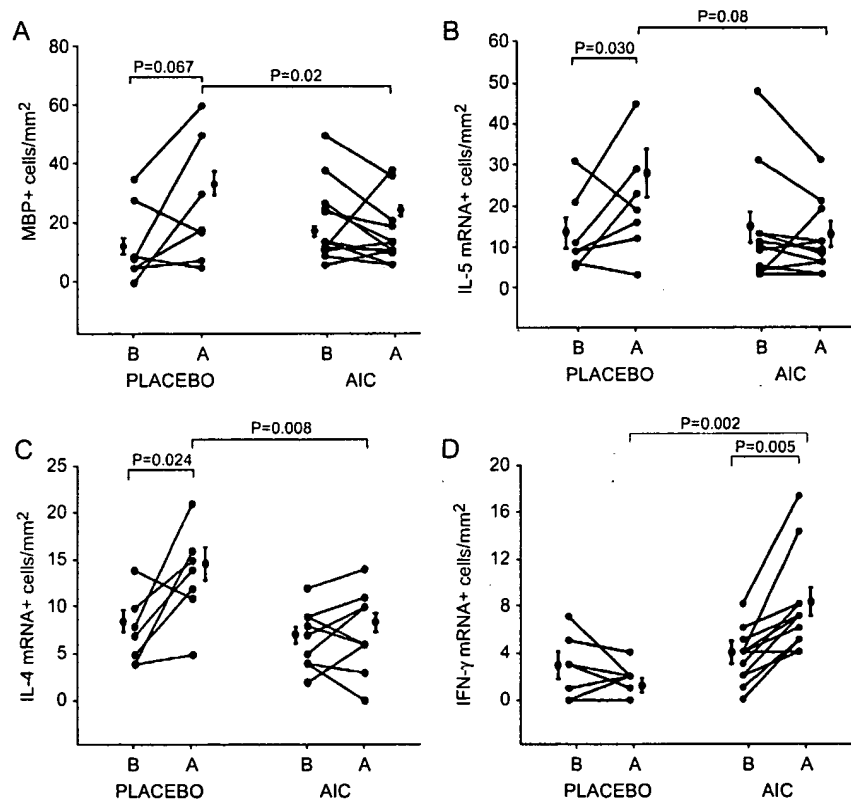 A
P=0.067
P=0.02
MBP+ cells/mm²
80
60
40
20
0
B A B A
PLACEBO AIC
B
P=0.08
P=0.030
IL-5 mRNA+ cells/mm²
60
50
40
30
20
10
0
B A B A
PLACEBO AIC
C
P=0.008
P=0.024
IL-4 mRNA+ cells/mm²
25
20
15
10
5
0
B A B A
PLACEBO AIC
D
P=0.002
P=0.005
IFN-γ mRNA+ cells/mm²
20
16
12
8
4
0
B A B A
PLACEBO AIC